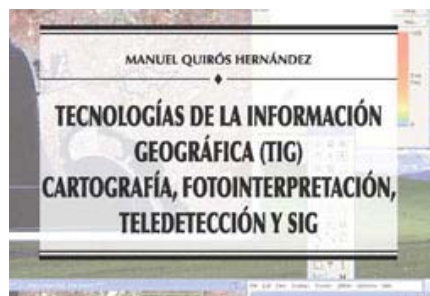 MANUEL QUIRÓS HERNÁNDEZ
TECNOLOGÍAS DE LA INFORMACIÓN
GEOGRÁFICA (TIG)
CARTOGRAFÍA, FOTOINTERPRETACIÓN,
TELEDETECCIÓN Y SIG